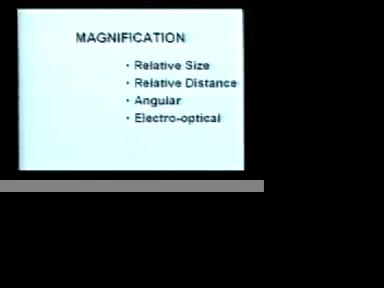 MAGNIFICATION
· Relative Size
· Relative Distance
· Angular
· Electro-optical